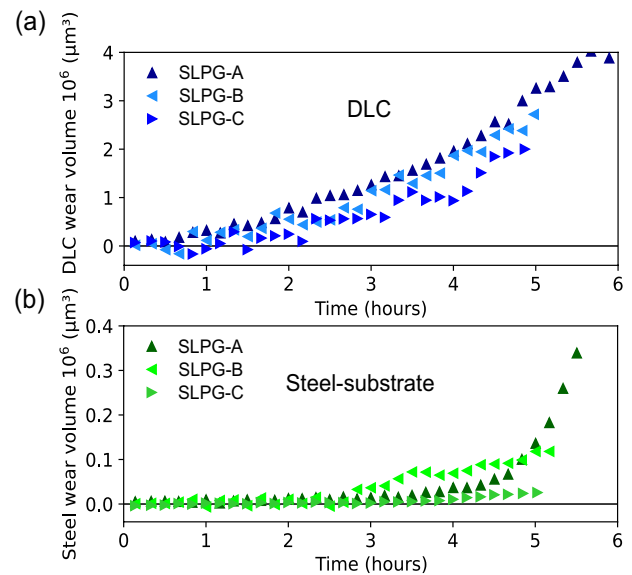 (a)
DLC wear volume 10⁶ (µm³)
4
3
2
1
0
SLPG-A
SLPG-B
SLPG-C
DLC
0 1 2 3 4 5 6
Time (hours)
(b)
Steel wear volume 10⁶ (µm³)
0.4
0.3
0.2
0.1
0.0
SLPG-A
SLPG-B
SLPG-C
Steel-substrate
0 1 2 3 4 5 6
Time (hours)